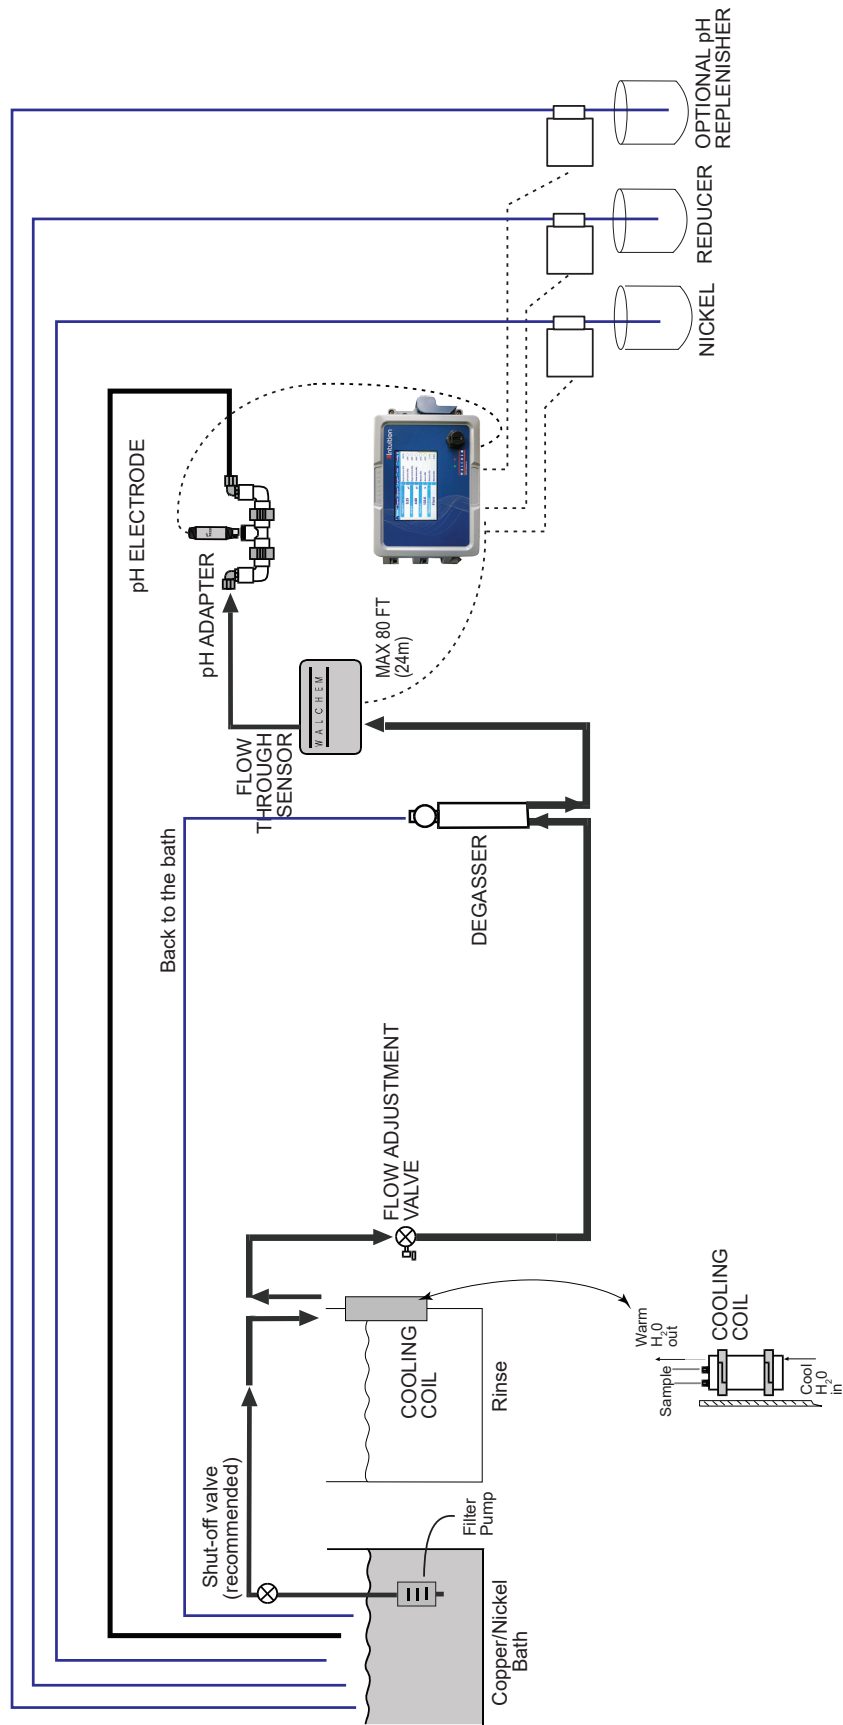 OPTIONAL pH
REPLENISHER
REDUCER
NICKEL
pH ELECTRODE
pH ADAPTER
Intuition
MAX 80 FT
(24m)
WALCHEM
FLOW
THROUGH
SENSOR
Back to the bath
DEGASSER
FLOW ADJUSTMENT
VALVE
COOLING
COIL
Rinse
Warm
H20
out
COOLING
COIL
Sample
Cool
H20
in
Shut-off valve
(recommended)
Filter
Pump
Copper/Nickel
Bath